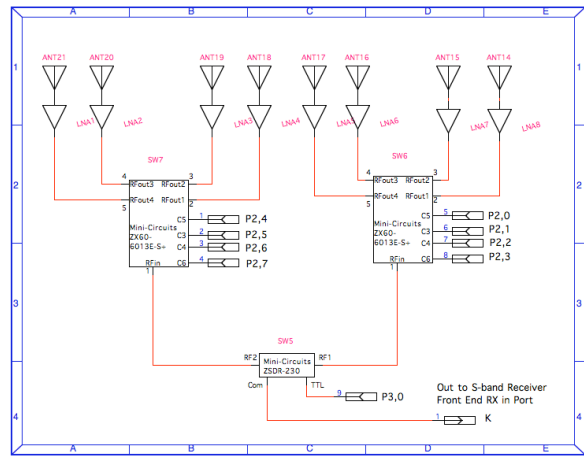 A B C D E
1 1
ANT21 ANT20 ANT19 ANT18 ANT17 ANT16 ANT15 ANT14
LNA1 LNA2 LNA3 LNA4 LNA5 LNA6 LNA7 LNA8
2 2
SW7
4 3
RFout3 RFout2
RFout4 RFout1
5 2
Mini-Circuits
ZX60-
6013E-S+
C5 1 P2,4
C3 2 P2,5
C4 3 P2,6
C6 4 P2,7
RFin
1
SW6
4 3
RFout3 RFout2
RFout4 RFout1
5 2
Mini-Circuits
ZX60-
6013E-S+
C5 5 P2,0
C3 6 P2,1
C4 7 P2,2
C6 8 P2,3
RFin
1
3 3
SW5
RF2 RF1
Mini-Circuits
ZSDR-230
Com TTL
9 P3,0
Out to S-band Receiver
Front End RX in Port
1 K
4 4
A B C D E